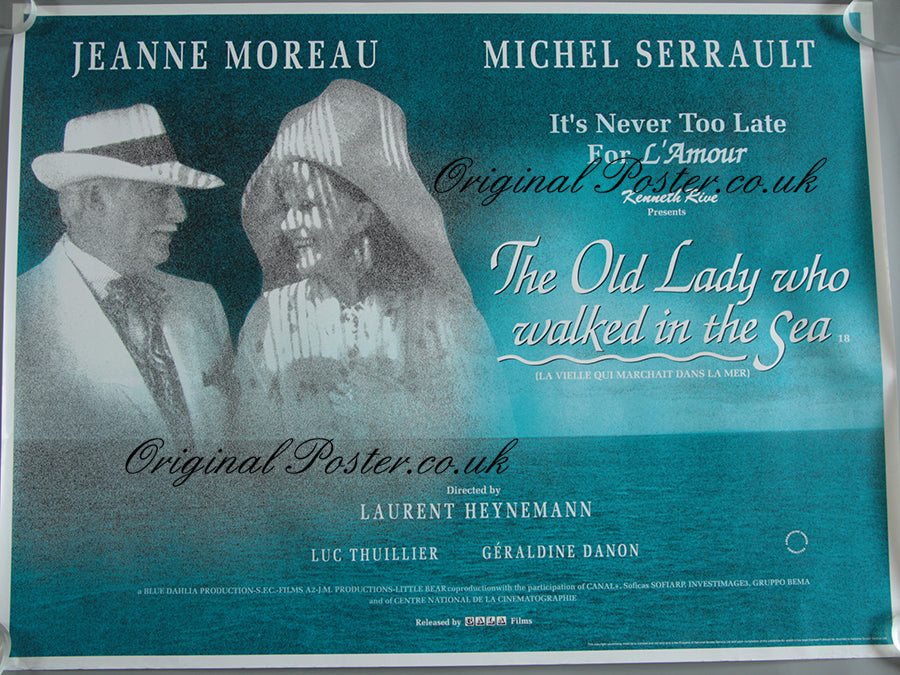 JEANNE MOREAU
MICHEL SERRAULT
It's Never Too Late
For L'Amour
Original Poster.co.uk
Kenneth Rive
Presents
The Old Lady who
walked in the Sea 18
(LA VIELLE QUI MARCHAIT DANS LA MER)
Original Poster.co.uk
Directed by
LAURENT HEYNEMANN
LUC THUILLIER GÉRALDINE DANON
a BLUE DAHLIA PRODUCTION-S.E.C.-FILMS A2-J.M. PRODUCTIONS-LITTLE BEAR coproduction with the participation of CANAL+, Soficas SOFIARP, INVESTIMAGE3, GRUPPO BEMA
and of CENTRE NATIONAL DE LA CINEMATOGRAPHIE
Released by GALA Films